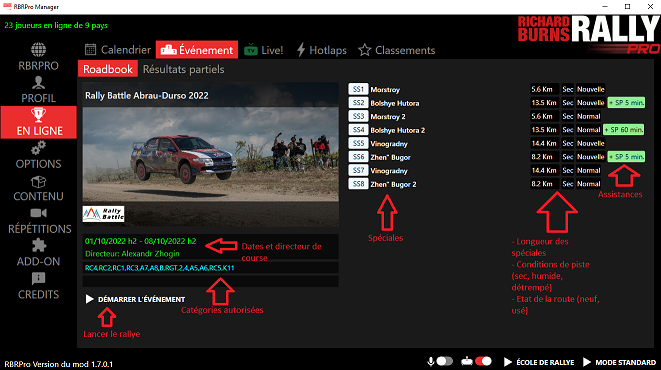 RBRPro Manager
23 joueurs en ligne de 9 pays
RICHARD BURNS RALLY PRO
Calendrier Événement Live! Hotlaps Classements
Roadbook Résultats partiels
RBRPRO
PROFIL
EN LIGNE
OPTIONS
CONTENU
RÉPÉTITIONS
ADD-ON
CREDITS
Rally Battle Abrau-Durso 2022
Rally Battle
01/10/2022 h2 - 08/10/2022 h2
Directeur: Alexandr Zhogin
RC4,RC2,RC1,RC3,A7,A8,B,RGT,2,4,A5,A6,RC5,K11
DÉMARRER L'ÉVÉNEMENT
Dates et directeur de course
Catégories autorisées
Lancer le rallye
SS1 Morstroy 5.6 Km Sec Nouvelle
SS2 Bolshye Hutora 13.5 Km Sec Nouvelle + SP 5 min.
SS3 Morstroy 2 5.6 Km Sec Normal
SS4 Bolshye Hutora 2 13.5 Km Sec Normal + SP 60 min.
SS5 Vinogradny 14.4 Km Sec Nouvelle
SS6 Zhen" Bugor 8.2 Km Sec Nouvelle + SP 5 min.
SS7 Vinogradny 14.4 Km Sec Normal
SS8 Zhen" Bugor 2 8.2 Km Sec Normal
Spéciales
Assistances
- Longueur des spéciales
- Conditions de piste (sec, humide, détrempé)
- Etat de la route (neuf, usé)
RBRPro Version du mod 1.7.0.1
ÉCOLE DE RALLYE
MODE STANDARD